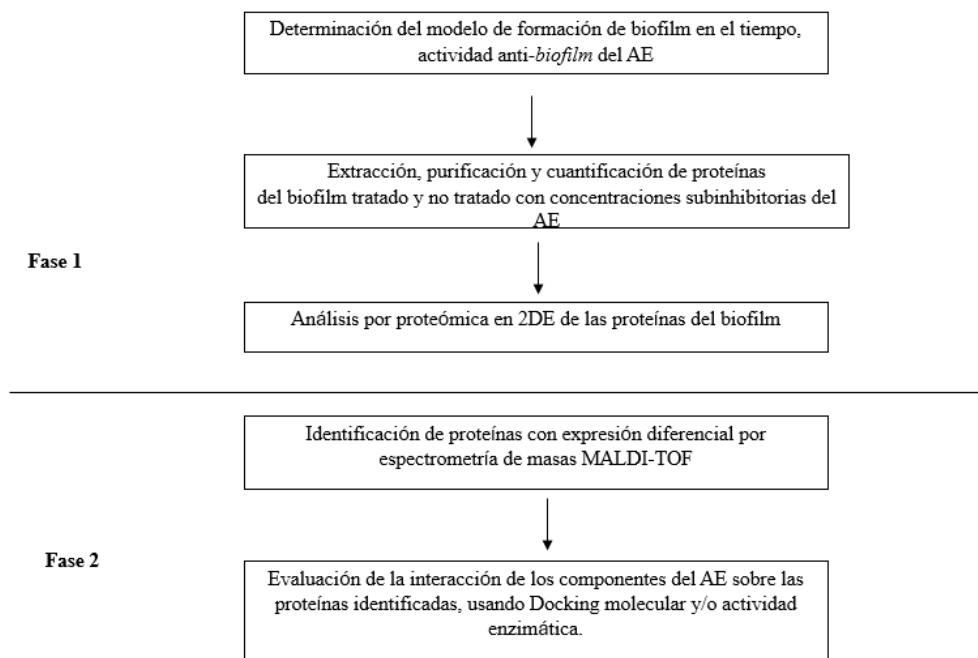 Determinación del modelo de formación de biofilm en el tiempo,
actividad anti-biofilm del AE
Extracción, purificación y cuantificación de proteínas
del biofilm tratado y no tratado con concentraciones subinhibitorias del
AE
Fase 1
Análisis por proteómica en 2DE de las proteínas del biofilm
Identificación de proteínas con expresión diferencial por
espectrometría de masas MALDI-TOF
Fase 2
Evaluación de la interacción de los componentes del AE sobre las
proteínas identificadas, usando Docking molecular y/o actividad
enzimática.